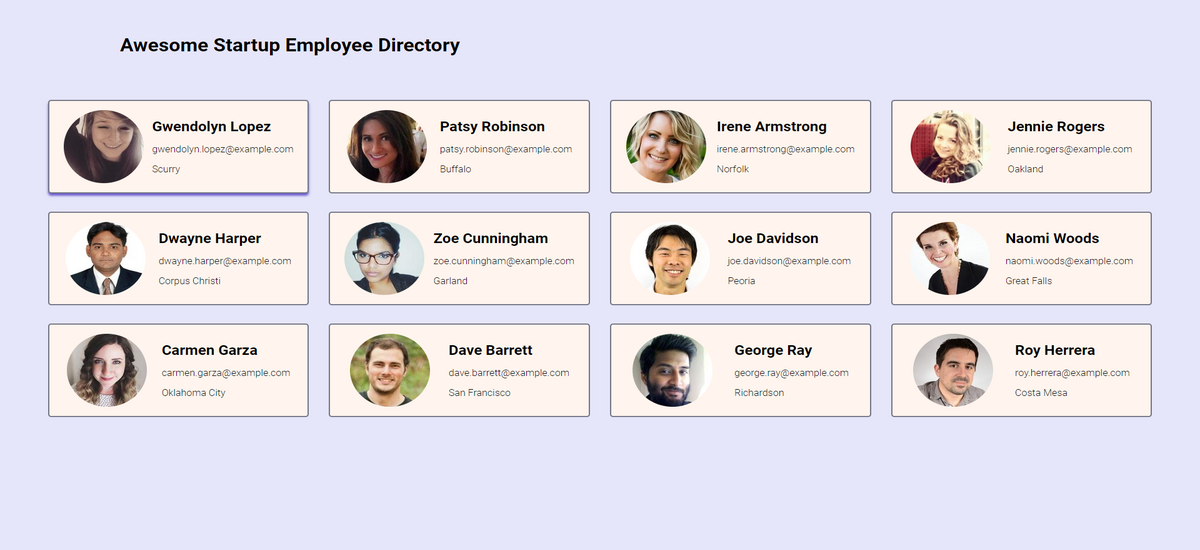 Awesome Startup Employee Directory
Gwendolyn Lopez
gwendolyn.lopez@example.com
Scurry
Patsy Robinson
patsy.robinson@example.com
Buffalo
Irene Armstrong
irene.armstrong@example.com
Norfolk
Jennie Rogers
jennie.rogers@example.com
Oakland
Dwayne Harper
dwayne.harper@example.com
Corpus Christi
Zoe Cunningham
zoe.cunningham@example.com
Garland
Joe Davidson
joe.davidson@example.com
Peoria
Naomi Woods
naomi.woods@example.com
Great Falls
Carmen Garza
carmen.garza@example.com
Oklahoma City
Dave Barrett
dave.barrett@example.com
San Francisco
George Ray
george.ray@example.com
Richardson
Roy Herrera
roy.herrera@example.com
Costa Mesa